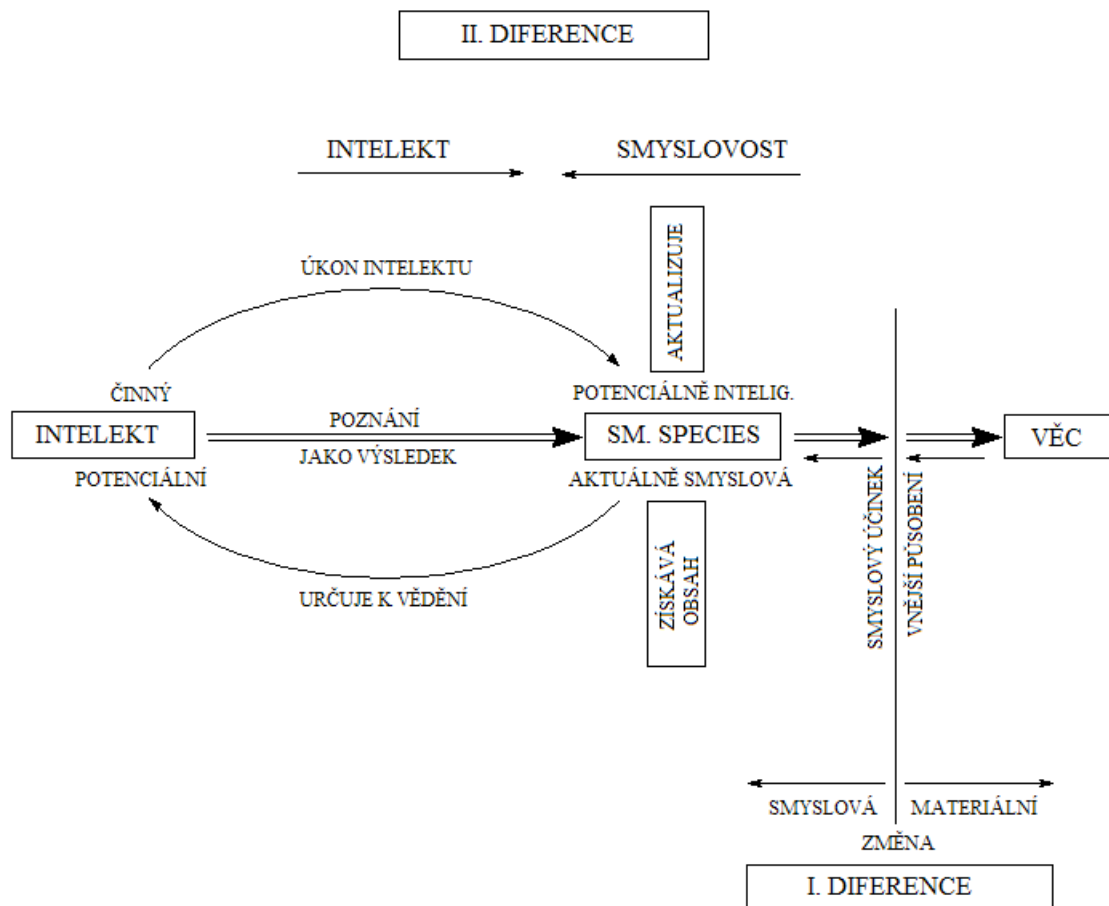 II. DIFERENCE
INTELEKT
SMYSLOVOST
AKTUALIZUJE
ÚKON INTELEKTU
ČINNÝ
POTENCIÁLNĚ INTELIG.
INTELEKT
POZNÁNÍ
SM. SPECIES
VĚC
JAKO VÝSLEDEK
POTENCIÁLNÍ
AKTUÁLNĚ SMYSLOVÁ
SMYSLOVÝ ÚČINEK
VNĚJŠÍ PŮSOBENÍ
URČUJE K VĚDĚNÍ
ZÍSKÁVÁ
OBSAH
SMYSLOVÁ
MATERIÁLNÍ
ZMĚNA
I. DIFERENCE